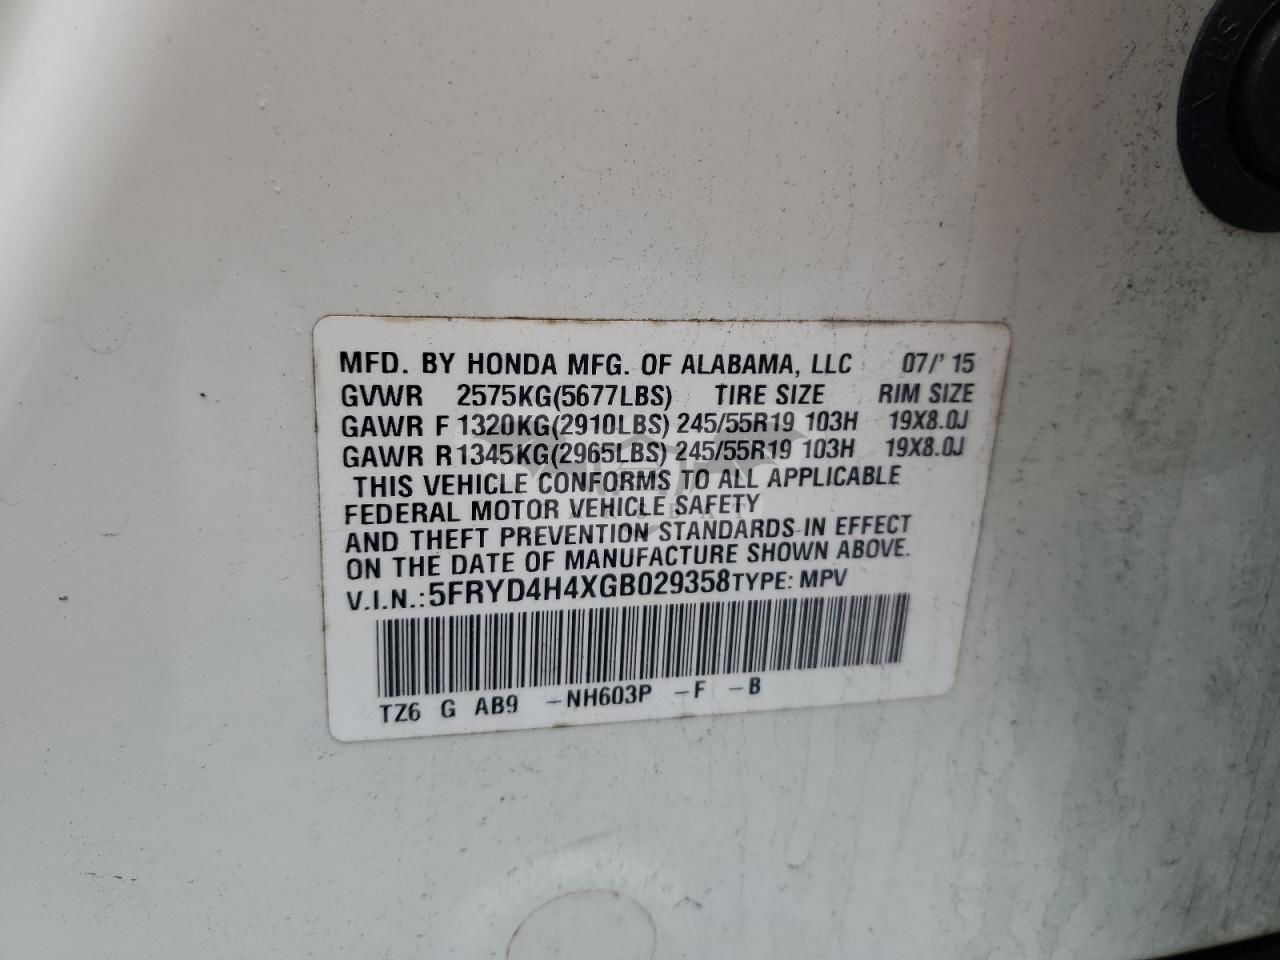 MFD. BY HONDA MFG. OF ALABAMA, LLC 07/' 15
GVWR 2575KG(5677LBS) TIRE SIZE RIM SIZE
GAWR F 1320KG(2910LBS) 245/55R19 103H 19X8.0J
GAWR R 1345KG(2965LBS) 245/55R19 103H 19X8.0J
THIS VEHICLE CONFORMS TO ALL APPLICABLE
FEDERAL MOTOR VEHICLE SAFETY
AND THEFT PREVENTION STANDARDS IN EFFECT
ON THE DATE OF MANUFACTURE SHOWN ABOVE.
V.I.N.: 5FRYD4H4XGB029358 TYPE: MPV
TZ6 G AB9 -NH603P -F -B